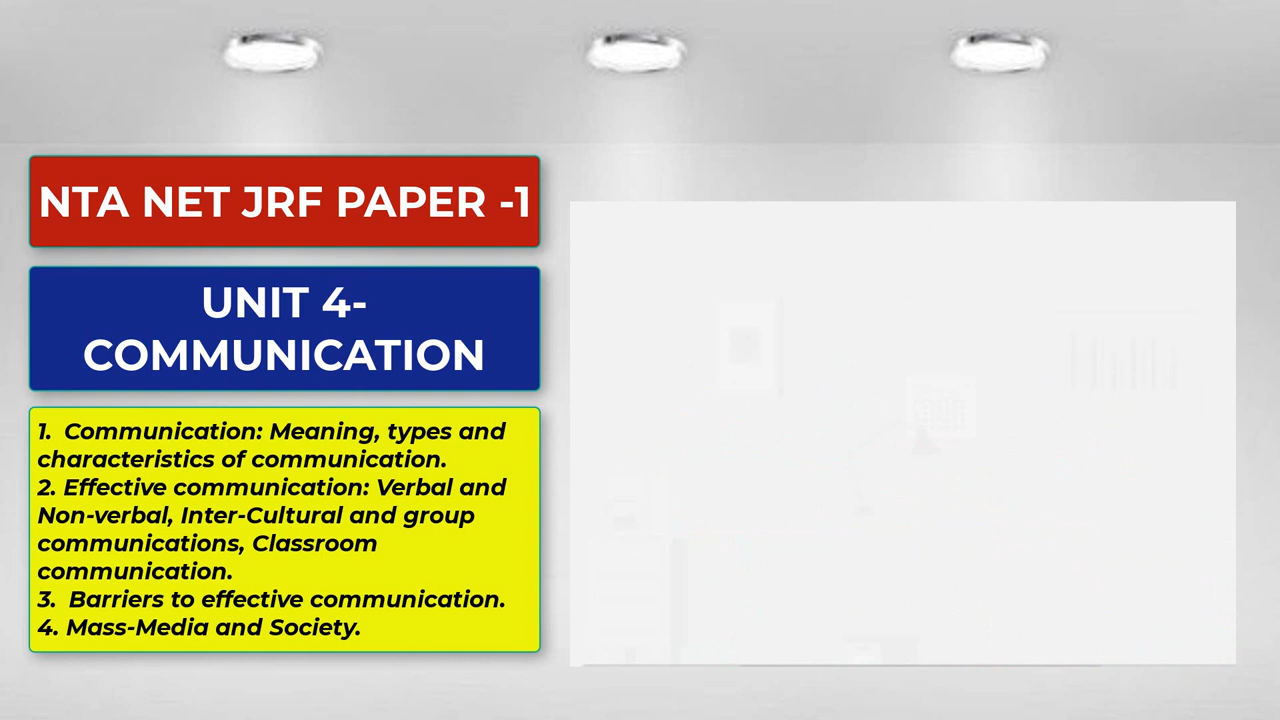 NTA NET JRF PAPER -1
UNIT 4-
COMMUNICATION
1.  Communication: Meaning, types and
characteristics of communication.
2. Effective communication: Verbal and
Non-verbal, Inter-Cultural and group
communications, Classroom
communication.
3.  Barriers to effective communication.
4. Mass-Media and Society.